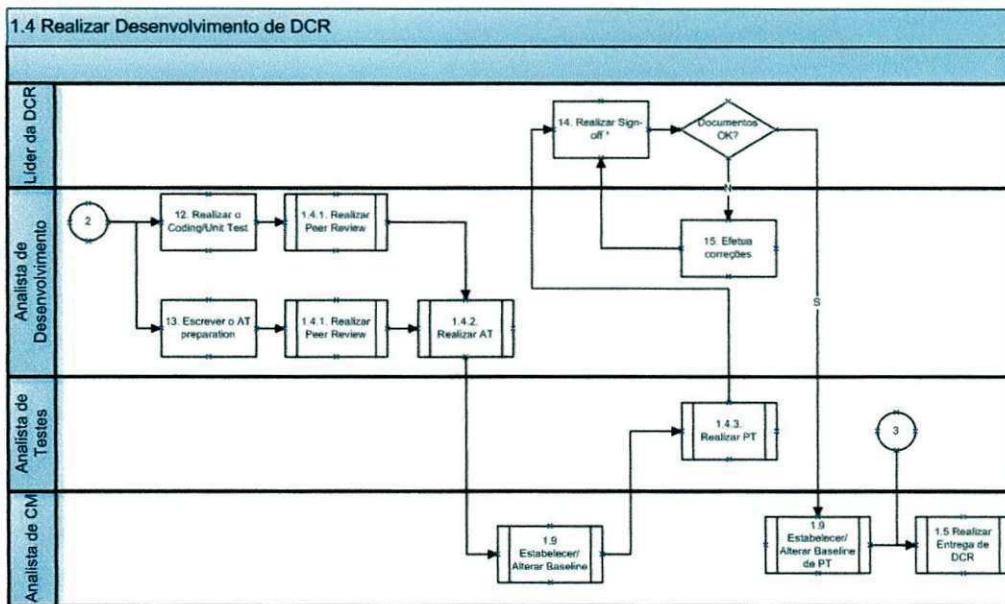 1.4 Realizar Desenvolvimento de DCR
Líder da DCR
14. Realizar Sign-
off *
Documentos
OK?
N
S
Analista de
Desenvolvimento
2
12. Realizar o
Coding/Unit Test
1.4.1. Realizar
Peer Review
15. Efetua
correções
13. Escrever o AT
preparation
1.4.1. Realizar
Peer Review
1.4.2.
Realizar AT
Analista de
Testes
1.4.3.
Realizar PT
3
Analista de CM
1.9
Estabelecer/
Alterar Baseline
1.9
Estabelecer/
Alterar Baseline
de PT
1.5 Realizar
Entrega de
DCR